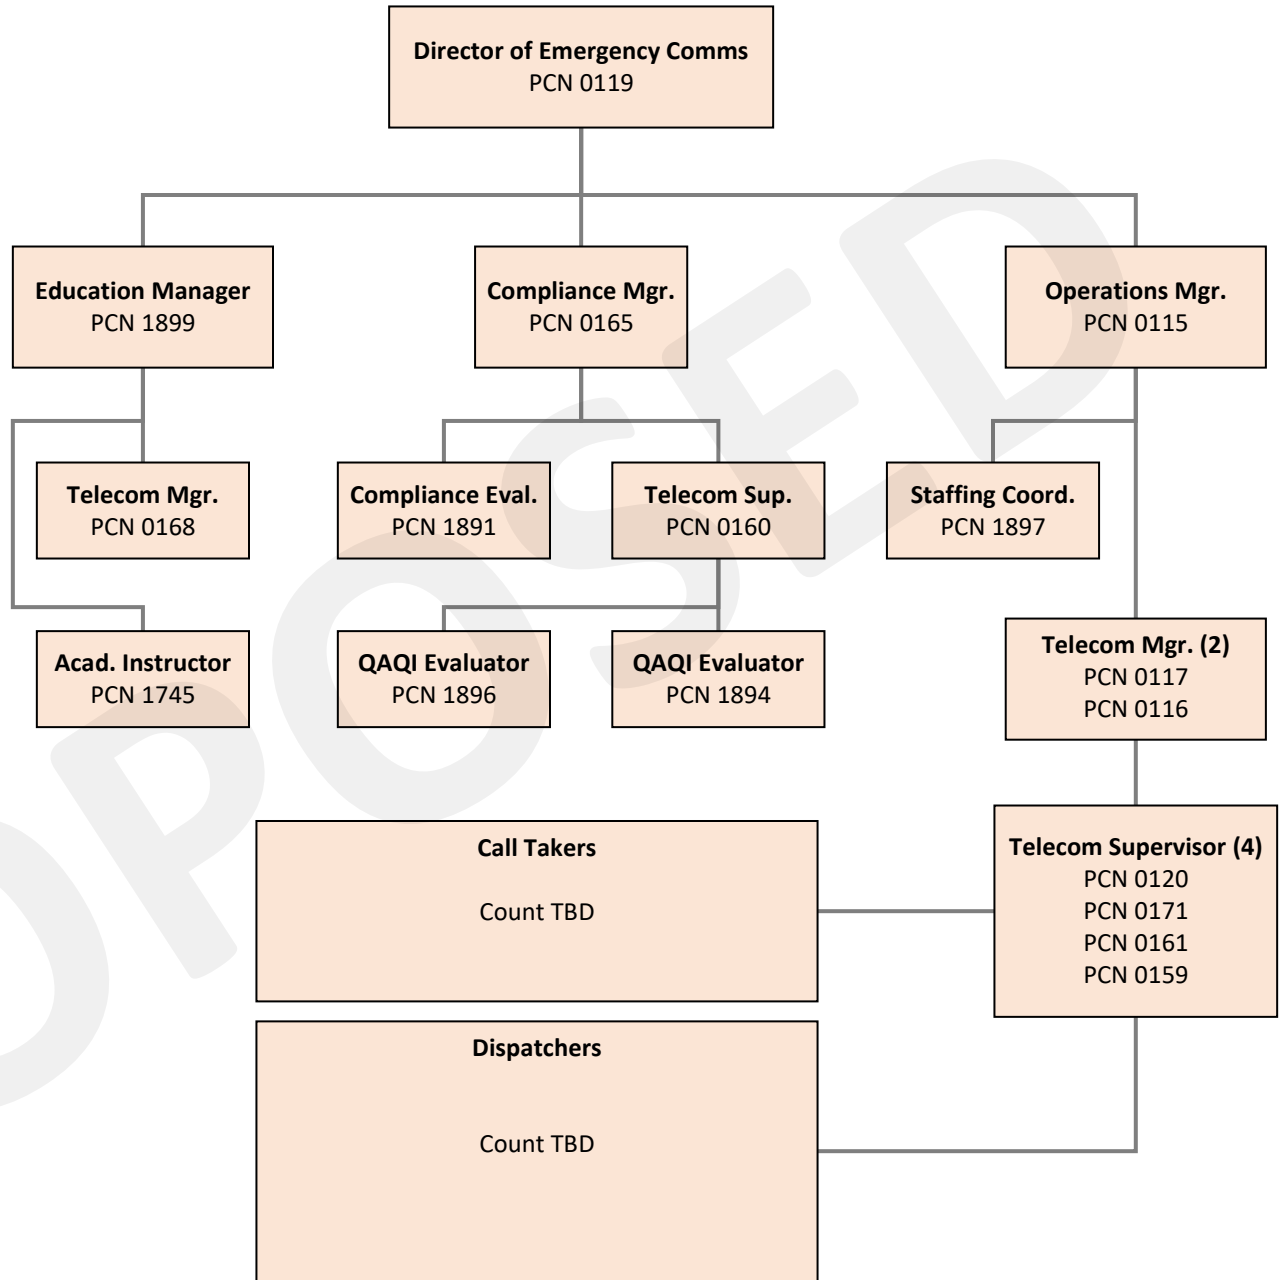 Director of Emergency Comms
PCN 0119
Education Manager
PCN 1899
Compliance Mgr.
PCN 0165
Operations Mgr.
PCN 0115
Telecom Mgr.
PCN 0168
Compliance Eval.
PCN 1891
Telecom Sup.
PCN 0160
Staffing Coord.
PCN 1897
Acad. Instructor
PCN 1745
QAQI Evaluator
PCN 1896
QAQI Evaluator
PCN 1894
Telecom Mgr. (2)
PCN 0117
PCN 0116
Call Takers
Count TBD
Telecom Supervisor (4)
PCN 0120
PCN 0171
PCN 0161
PCN 0159
Dispatchers
Count TBD
OPOSED